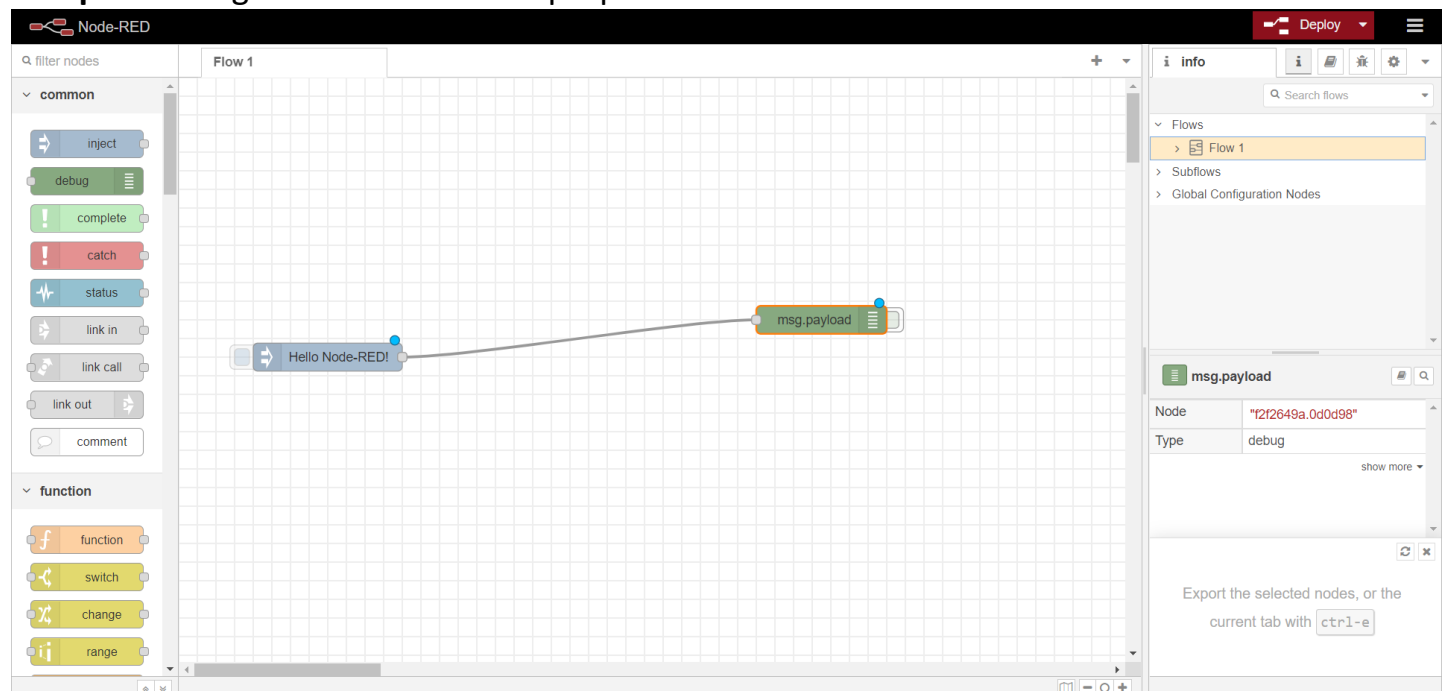 Node-RED
Deploy
filter nodes
Flow 1
i info
i
Search flows
common
Flows
Flow 1
Subflows
Global Configuration Nodes
inject
debug
complete
catch
status
link in
link call
link out
comment
function
function
switch
change
range
Hello Node-RED!
msg.payload
msg.payload
Node "f2f2649a.0d0d98"
Type debug
show more
Export the selected nodes, or the
current tab with ctrl-e